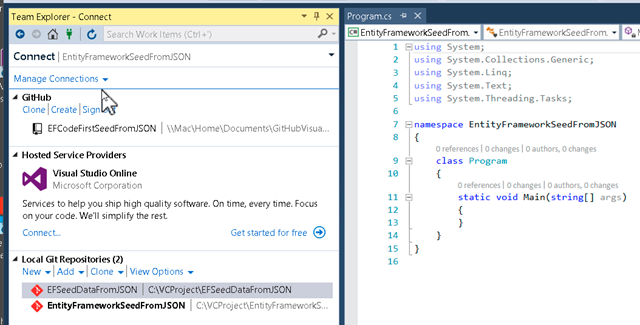 Team Explorer - Connect
Search Work Items (Ctrl+')
Connect | EntityFrameworkSeedFromJSON
Manage Connections
GitHub
Clone | Create | Sign
EFCodeFirstSeedFromJSON | \\Mac\Home\Documents\GitHubVisua...
Hosted Service Providers
Visual Studio Online
Microsoft Corporation
Services to help you ship high quality software. On time, every time. Focus
on your code. We'll simplify the rest.
Connect...
Get started for free
Local Git Repositories (2)
New | Add | Clone | View Options
EFSeedDataFromJSON | C:\VCProject\EFSeedDataFromJSON
EntityFrameworkSeedFromJSON | C:\VCProject\EntityFrameworkS...
Program.cs
EntityFrameworkSeedFrom... EntityFrameworkSeedFrom...
1 using System;
2 using System.Collections.Generic;
3 using System.Linq;
4 using System.Text;
5 using System.Threading.Tasks;
6
7 namespace EntityFrameworkSeedFromJSON
8 {
0 references | 0 changes | 0 authors, 0 changes
9 class Program
10 {
0 references | 0 changes | 0 authors, 0 changes
11 static void Main(string[] args)
12 {
13 }
14 }
15 }
16